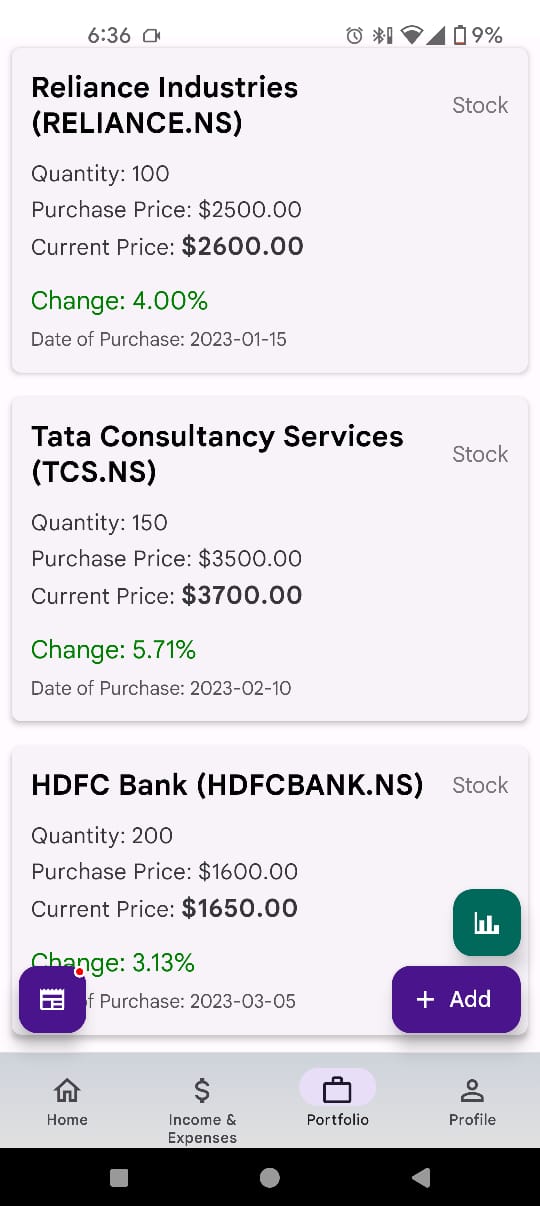 6:36
9%
Reliance Industries
(RELIANCE.NS)
Stock
Quantity: 100
Purchase Price: $2500.00
Current Price: $2600.00
Change: 4.00%
Date of Purchase: 2023-01-15
Tata Consultancy Services
(TCS.NS)
Stock
Quantity: 150
Purchase Price: $3500.00
Current Price: $3700.00
Change: 5.71%
Date of Purchase: 2023-02-10
HDFC Bank (HDFCBANK.NS)
Stock
Quantity: 200
Purchase Price: $1600.00
Current Price: $1650.00
Change: 3.13%
f Purchase: 2023-03-05
+ Add
Home
Income &
Expenses
Portfolio
Profile